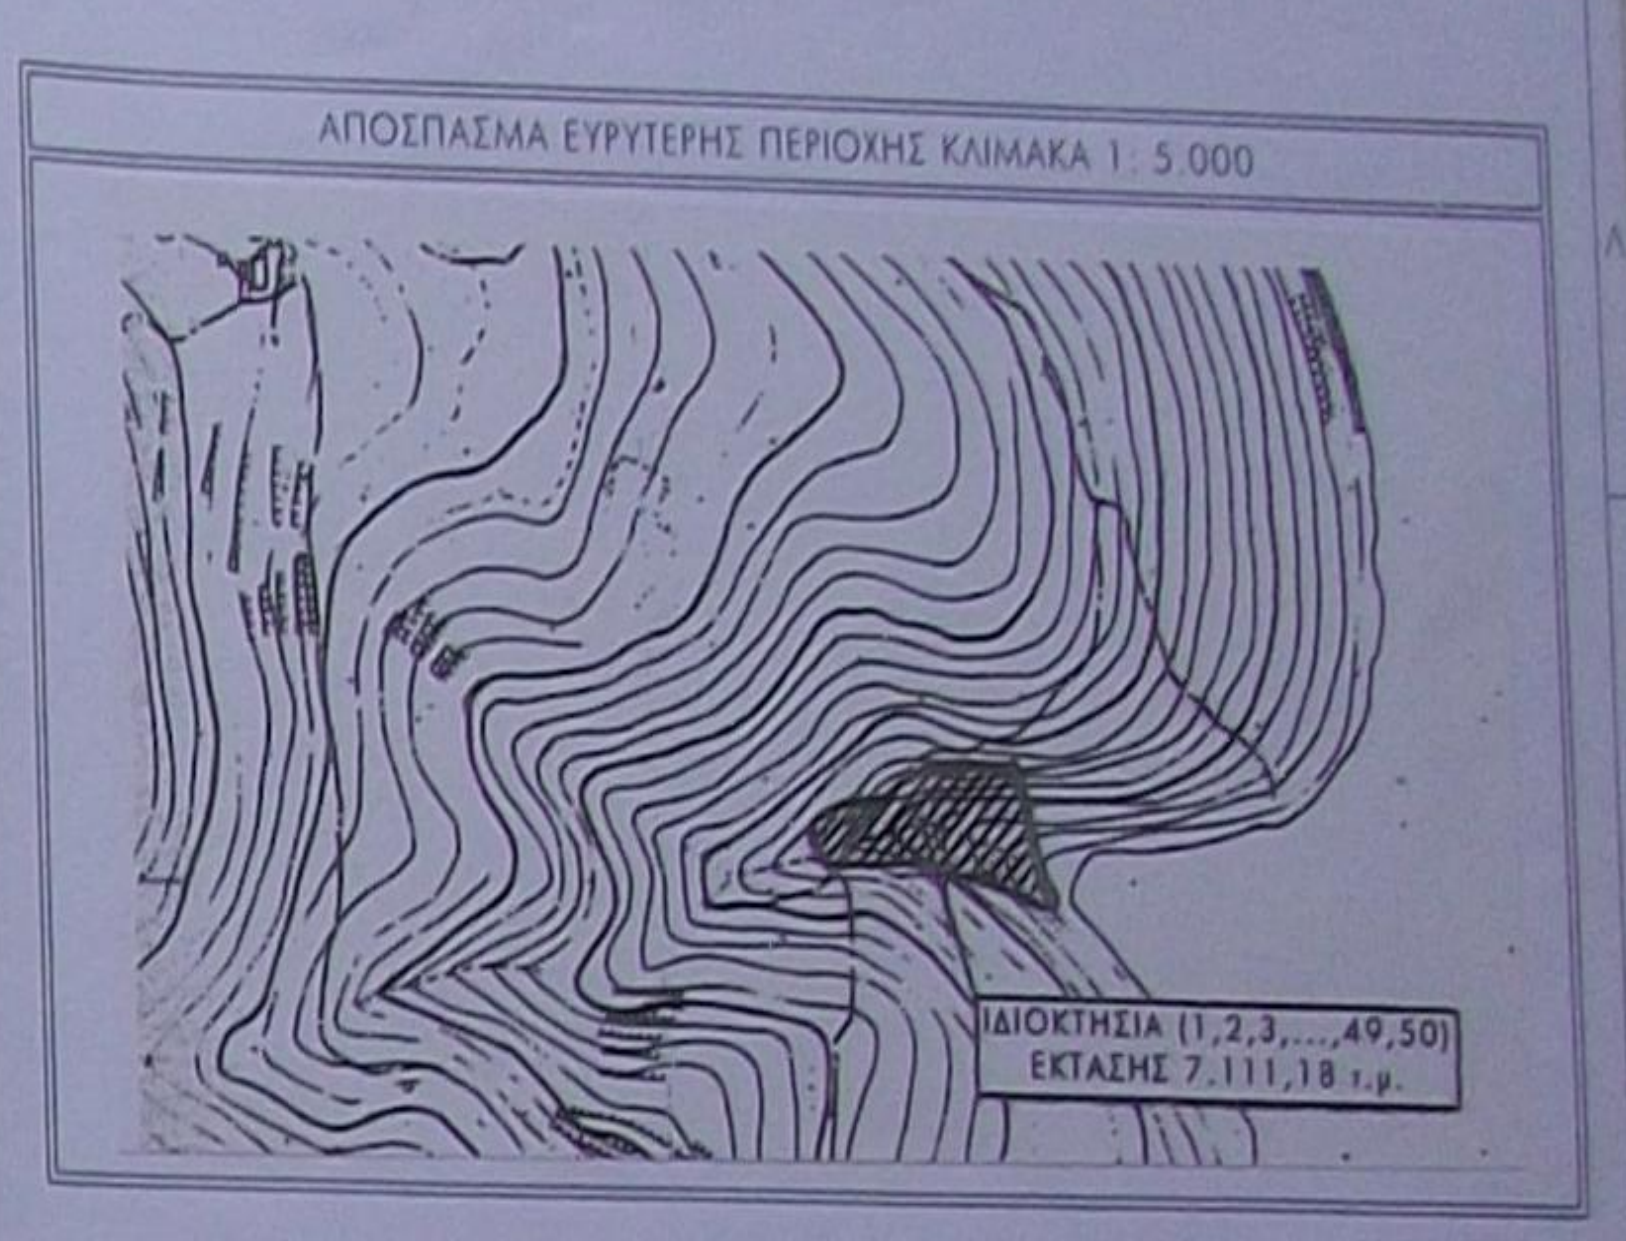 ΑΠΟΣΠΑΣΜΑ ΕΥΡΥΤΕΡΗΣ ΠΕΡΙΟΧΗΣ ΚΛΙΜΑΚΑ 1: 5.000
ΙΔΙΟΚΤΗΣΙΑ (1,2,3,...,49,50)
ΕΚΤΑΣΗΣ 7.111,18 τ.μ.